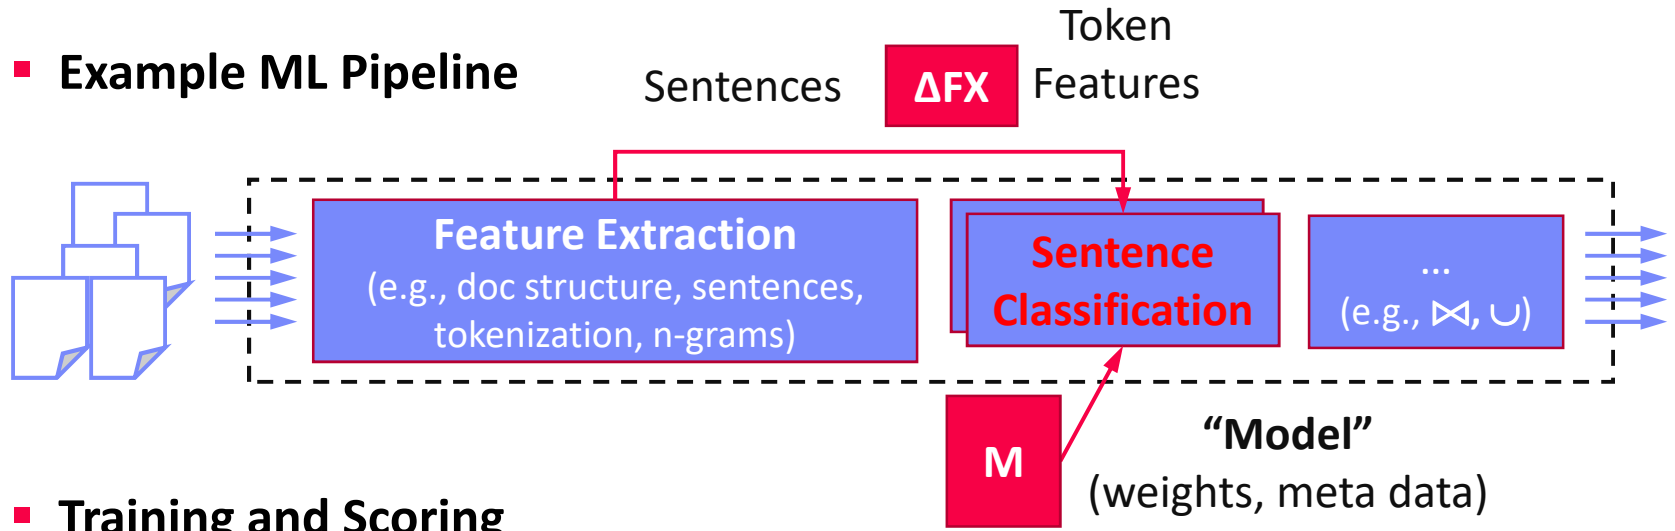 Example ML Pipeline
Sentences
ΔFX
Token
Features
Feature Extraction
(e.g., doc structure, sentences,
tokenization, n-grams)
Sentence
Classification
...
(e.g., ⋈, ∪)
M
“Model”
(weights, meta data)
Training and Scoring